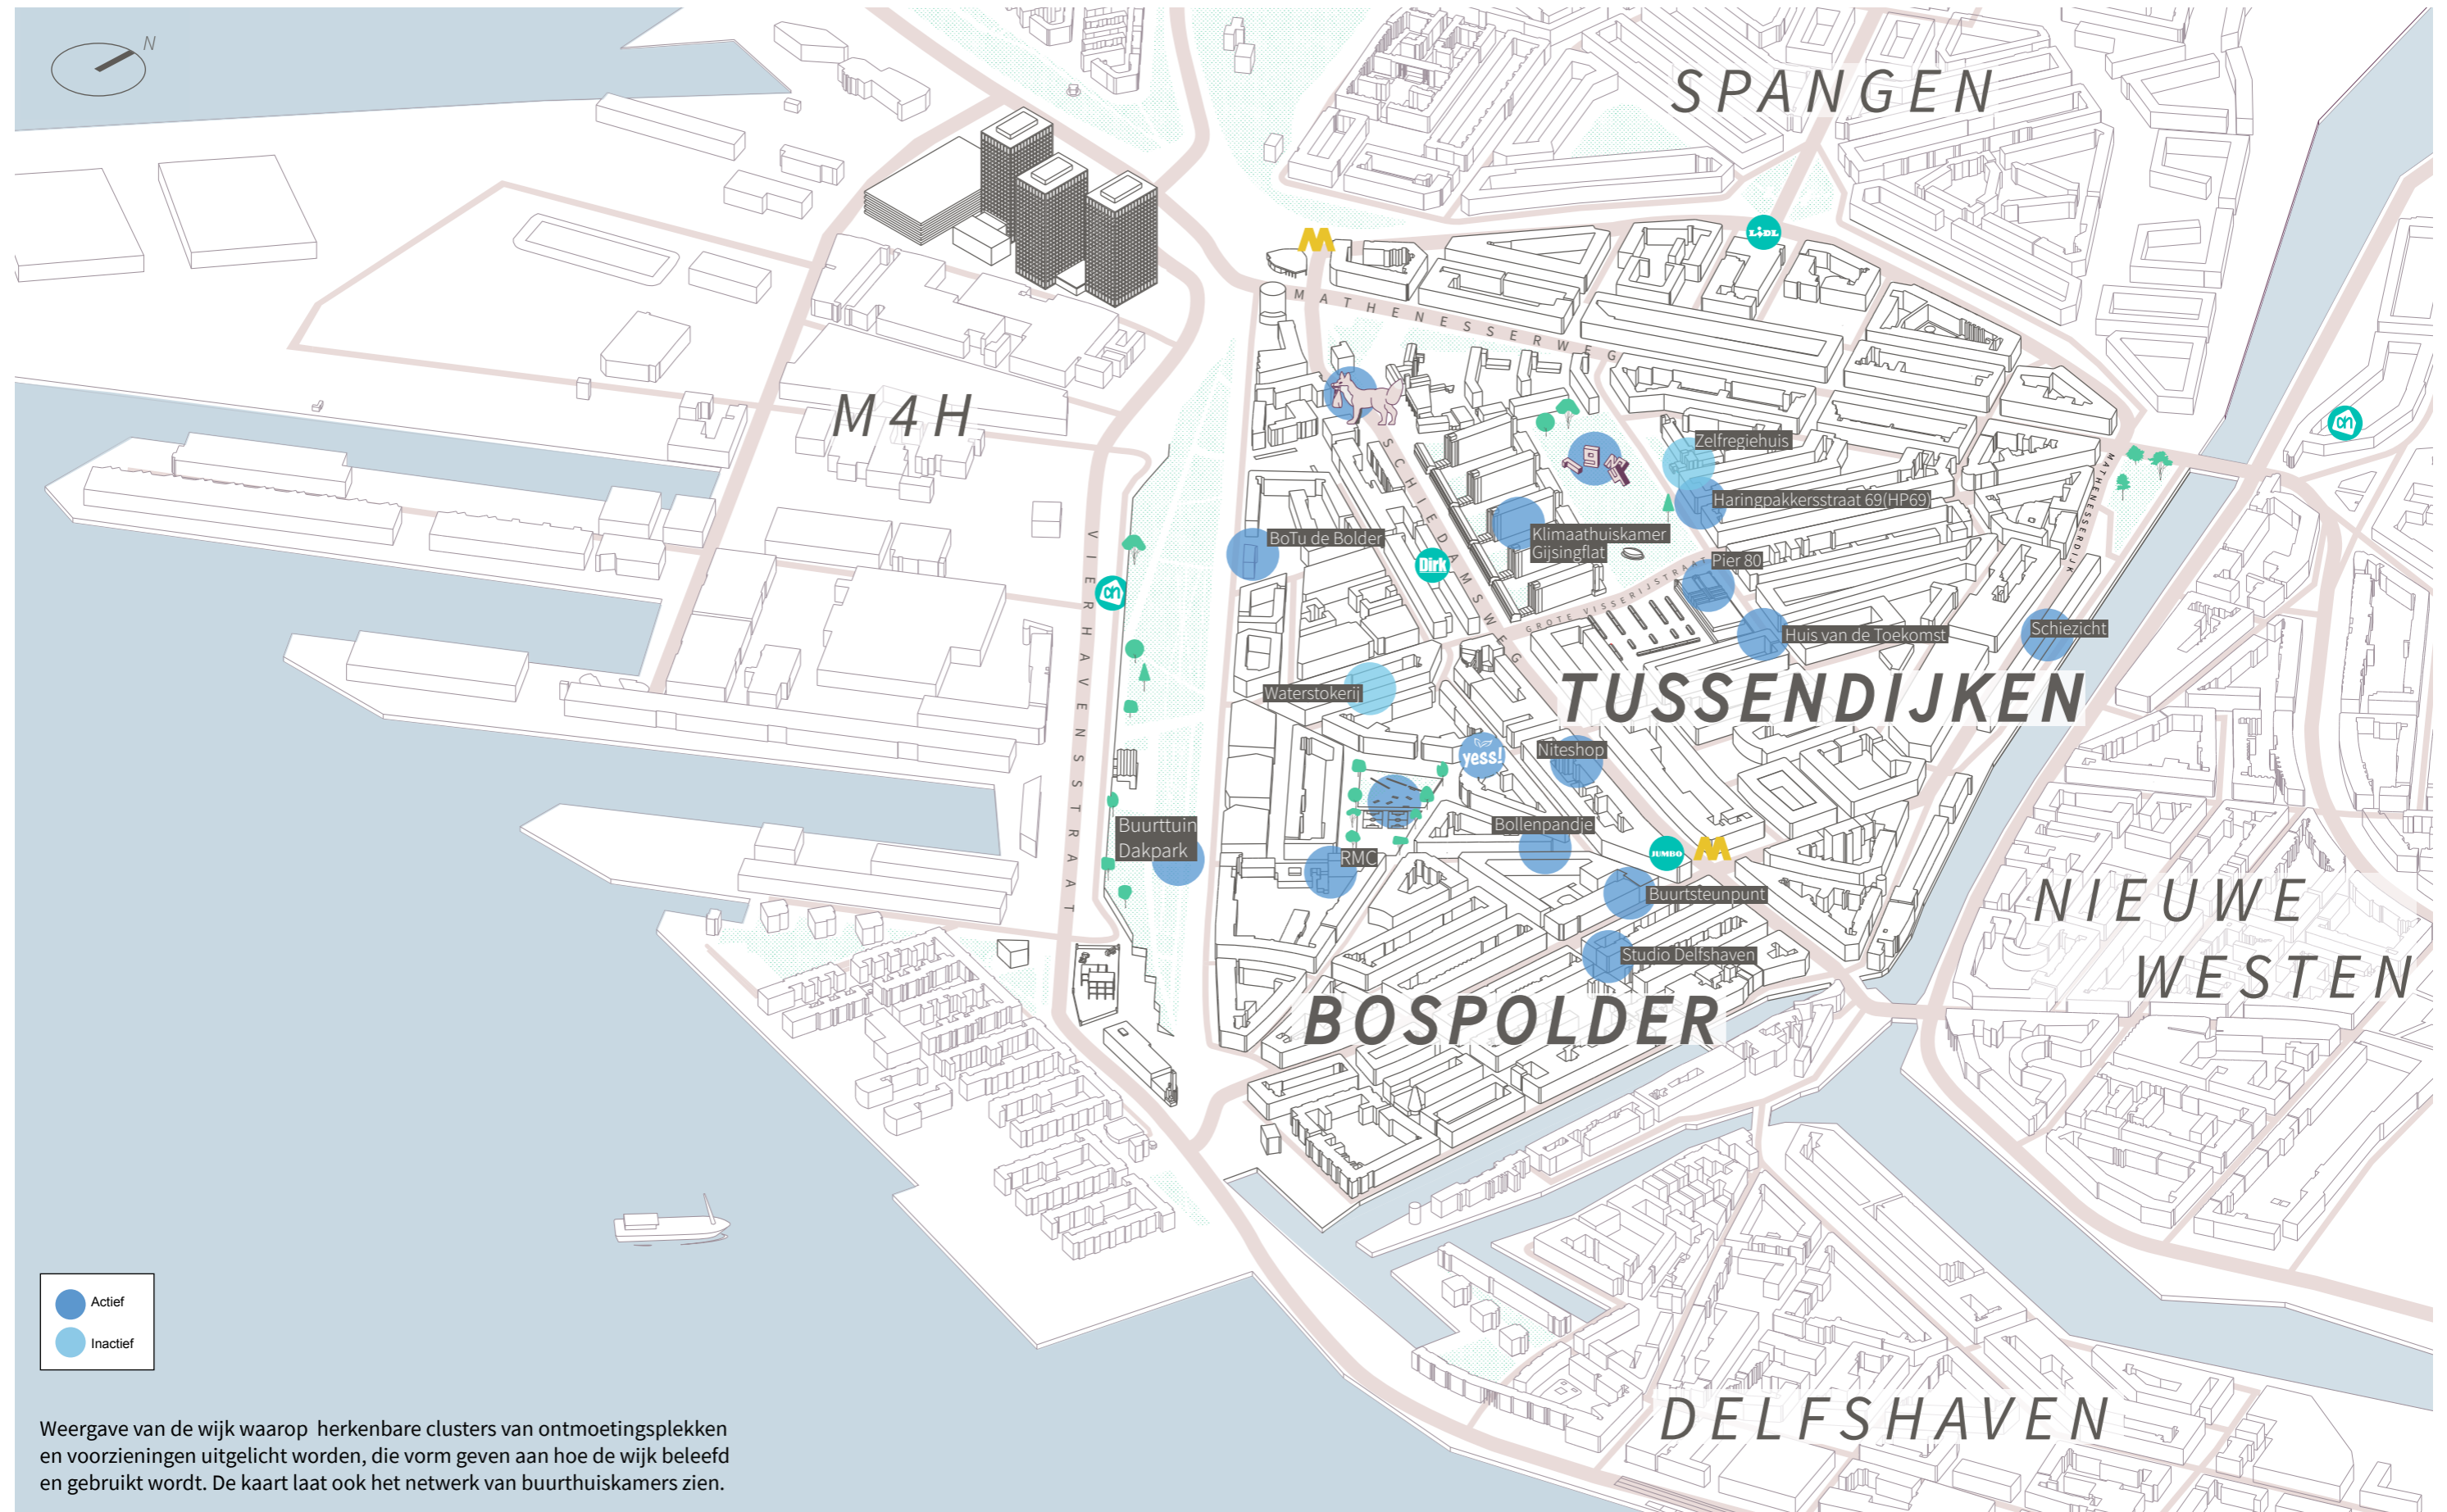 N
SPANGEN
LiDL
MATHENESSERWEG
M4H
ah
Zelfregiehuis
1943
SCHIEDAMSWEG
MATHENESSERDIJK
Haringpakkersstraat 69(HP69)
VIERHAVENSSTRAAT
BoTu de Bolder
Klimaathuiskamer
Gijsingflat
Dirk
Pier 80
ah
GROTE VISSERIJSTRAAT
Huis van de Toekomst
Schiezicht
Waterstokerij
TUSSENDIJKEN
yess!
Niteshop
Buurttuin
Dakpark
Bollenpandje
RMC
JUMBO
Buurtsteunpunt
NIEUWE
WESTEN
Studio Delfshaven
BOSPOLDER
Actief
Inactief
DELFSHAVEN
Weergave van de wijk waarop herkenbare clusters van ontmoetingsplekken
en voorzieningen uitgelicht worden, die vorm geven aan hoe de wijk beleefd
en gebruikt wordt. De kaart laat ook het netwerk van buurthuiskamers zien.